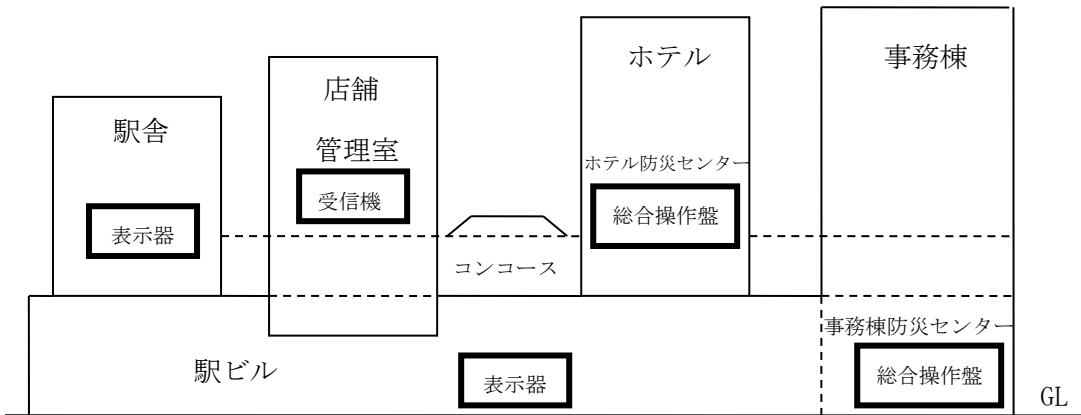 駅舎
表示器
店舗
管理室
受信機
コンコース
ホテル
ホテル防災センター
総合操作盤
事務棟
事務棟防災センター
総合操作盤
駅ビル
表示器
GL